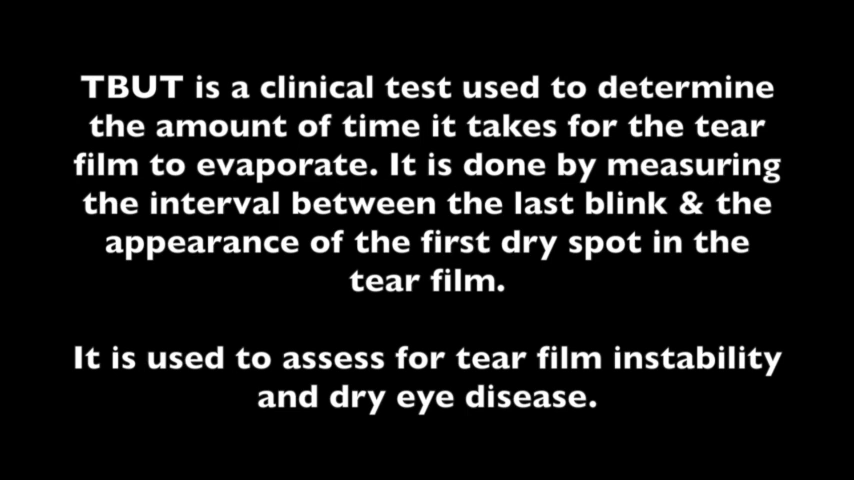 TBUT is a clinical test used to determine
the amount of time it takes for the tear
film to evaporate. It is done by measuring
the interval between the last blink & the
appearance of the first dry spot in the
tear film.
It is used to assess for tear film instability
and dry eye disease.